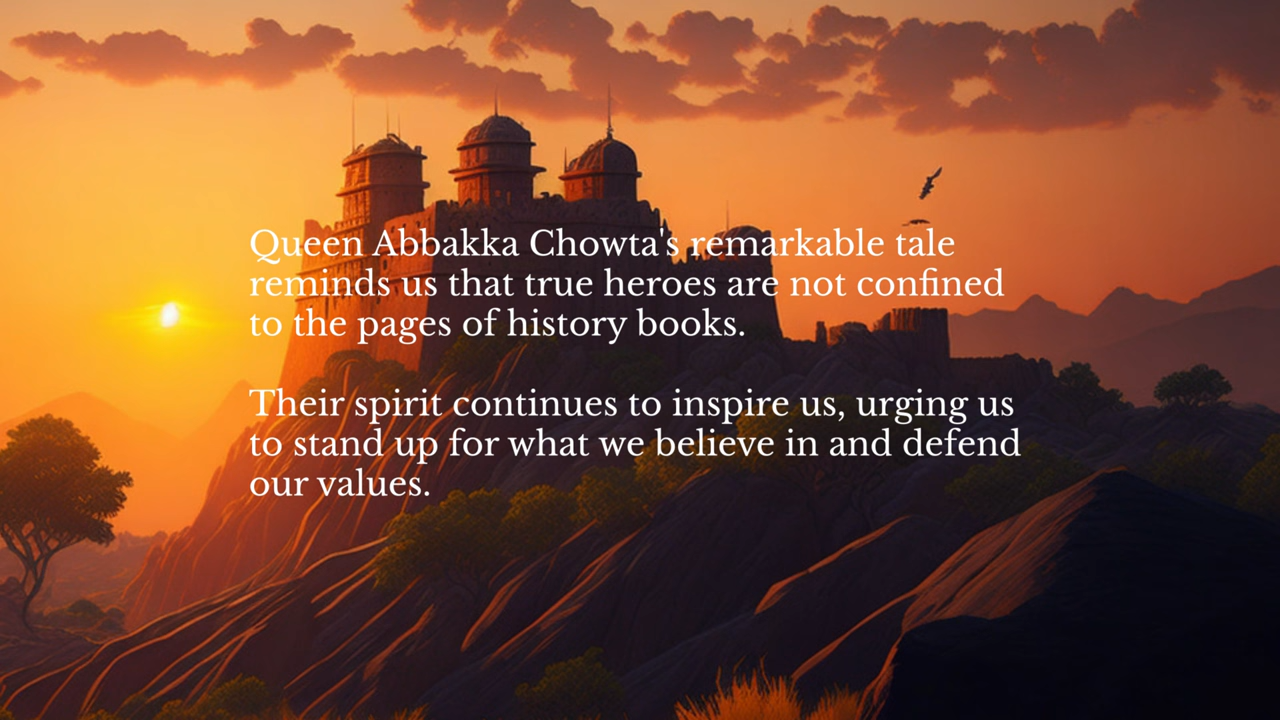 Queen Abbakka Chowta's remarkable tale
reminds us that true heroes are not confined
to the pages of history books.
Their spirit continues to inspire us, urging us
to stand up for what we believe in and defend
our values.